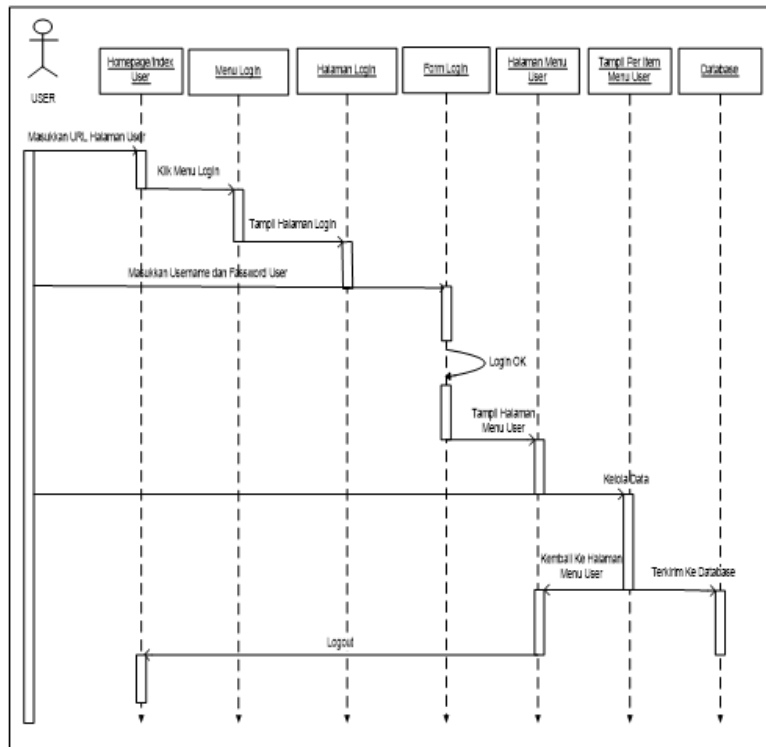 Homepage/Index
User
Menu Login
Halaman Login
Form Login
Halaman Menu
User
Tampil Per Item
Menu User
Database
USER
Masukkan URL Halaman User
Klik Menu Login
Tampil Halaman Login
Masukkan Username dan Password User
Login OK
Tampil Halaman
Menu User
Kelola Data
Kembali Ke Halaman
Menu User
Terkirim Ke Database
Logout